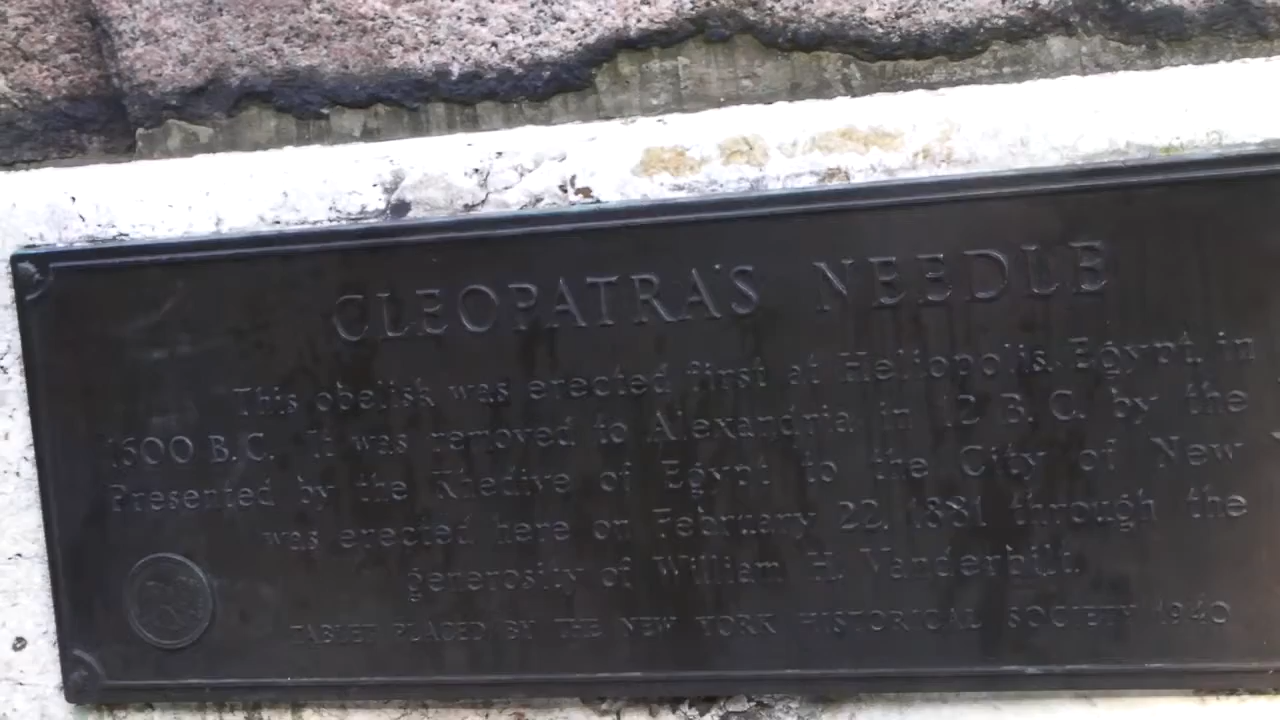 CLEOPATRA'S NEEDLE
This obelisk was erected first at Heliopolis, Egypt, in
1600 B.C. It was removed to Alexandria in 12 B.C. by the
Presented by the Khedive of Egypt to the City of New
was erected here on February 22, 1881 through the
generosity of William H. Vanderbilt.
TABLET PLACED BY THE NEW YORK HISTORICAL SOCIETY 1940